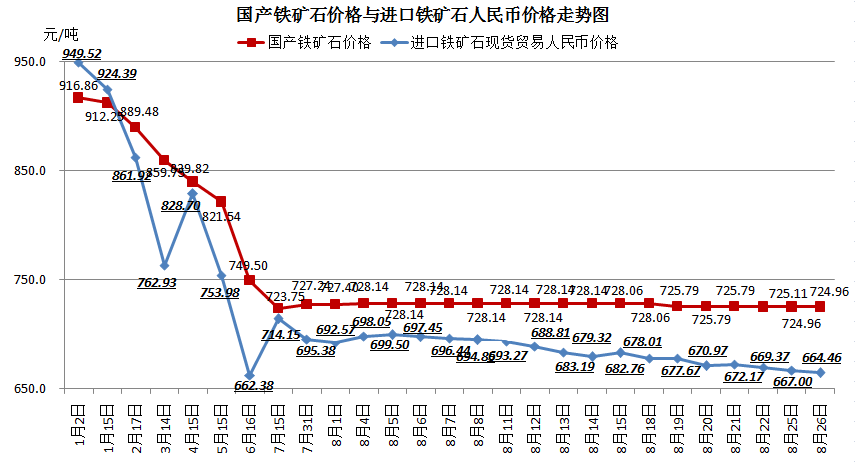 国产铁矿石价格与进口铁矿石人民币价格走势图
元/吨
国产铁矿石价格
进口铁矿石现货贸易人民币价格
950.0
850.0
750.0
650.0
949.52
924.39
916.86
912.25
889.48
861.92
859.73
839.82
828.70
821.54
762.93
753.98
749.50
662.38
723.75
714.15
727.24
695.38
727.40
692.57
728.14
698.05
728.14
699.50
728.14
697.45
728.14
696.44
728.14
694.82
728.14
693.27
728.14
688.81
728.14
683.19
728.14
679.32
728.06
682.76
728.06
678.01
725.79
677.67
725.79
670.97
725.79
672.17
725.11
669.37
724.96
667.00
724.96
664.46
1月2日
1月15日
2月17日
3月14日
4月15日
5月15日
6月16日
7月15日
7月31日
8月1日
8月4日
8月5日
8月6日
8月7日
8月8日
8月11日
8月12日
8月13日
8月14日
8月15日
8月18日
8月19日
8月20日
8月21日
8月22日
8月25日
8月26日